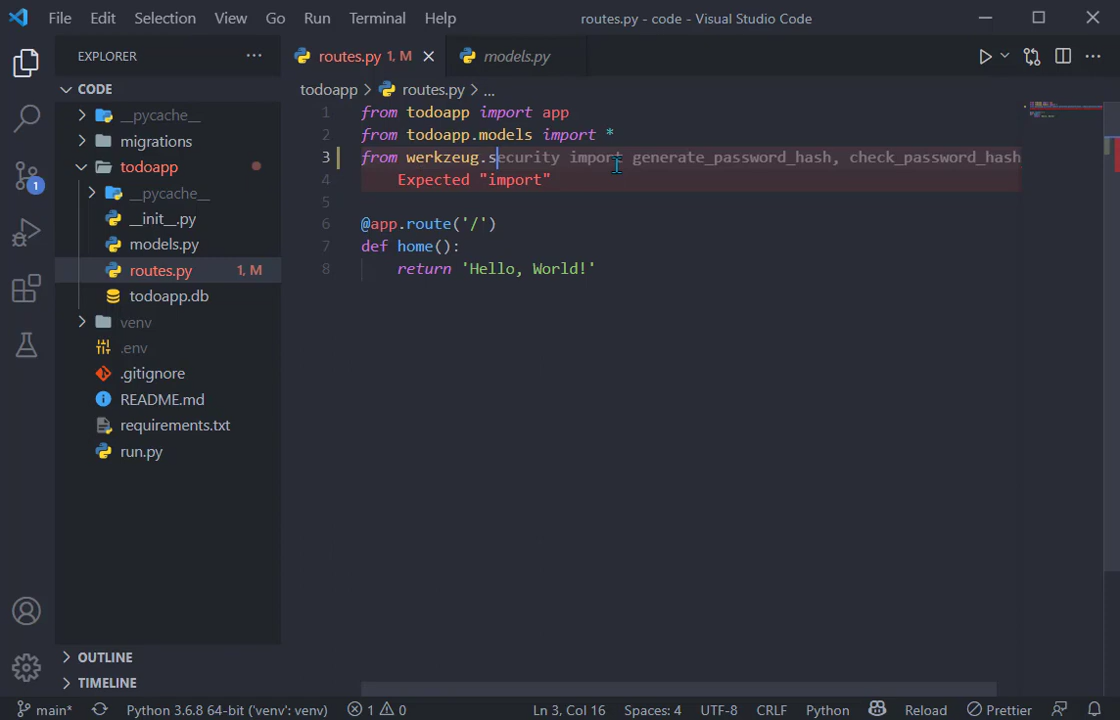 File Edit Selection View Go Run Terminal Help routes.py - code - Visual Studio Code
EXPLORER
routes.py 1, M
models.py
CODE
todoapp > routes.py > ...
__pycache__
migrations
todoapp
__pycache__
__init__.py
models.py
routes.py 1, M
todoapp.db
venv
.env
.gitignore
README.md
requirements.txt
run.py
1 from todoapp import app
2 from todoapp.models import *
3 from werkzeug.security import generate_password_hash, check_password_hash
4 Expected "import"
5
6 @app.route('/')
7 def home():
8 return 'Hello, World!'
1
OUTLINE
TIMELINE
main* Python 3.8 64-bit ('venv': venv) 1 0 Ln 3, Col 16 Spaces: 4 UTF-8 CRLF Python Reload Prettier